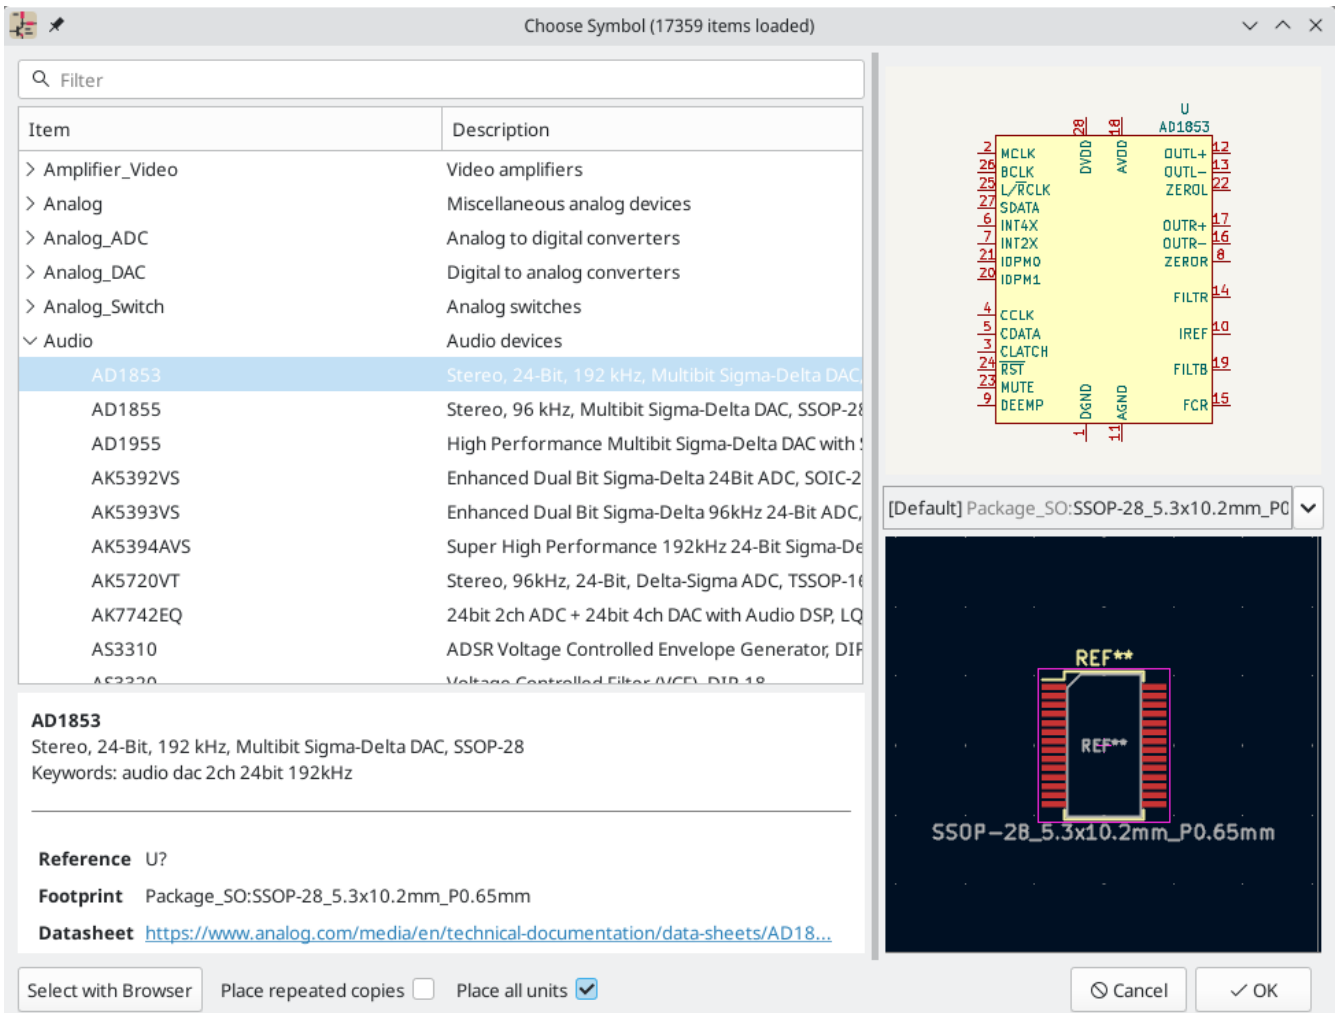 Choose Symbol (17359 items loaded)
Filter
Item Description
Amplifier_Video Video amplifiers
Analog Miscellaneous analog devices
Analog_ADC Analog to digital converters
Analog_DAC Digital to analog converters
Analog_Switch Analog switches
Audio Audio devices
AD1853 Stereo, 24-Bit, 192 kHz, Multibit Sigma-Delta DAC,
AD1855 Stereo, 96 kHz, Multibit Sigma-Delta DAC, SSOP-28
AD1955 High Performance Multibit Sigma-Delta DAC with
AK5392VS Enhanced Dual Bit Sigma-Delta 24Bit ADC, SOIC-2
AK5393VS Enhanced Dual Bit Sigma-Delta 96kHz 24-Bit ADC,
AK5394AVS Super High Performance 192kHz 24-Bit Sigma-De
AK5720VT Stereo, 96kHz, 24-Bit, Delta-Sigma ADC, TSSOP-16
AK7742EQ 24bit 2ch ADC + 24bit 4ch DAC with Audio DSP, LQ
AS3310 ADSR Voltage Controlled Envelope Generator, DIP
AS3320 Voltage Controlled Filter (VCF), DIP-18
AD1853
Stereo, 24-Bit, 192 kHz, Multibit Sigma-Delta DAC, SSOP-28
Keywords: audio dac 2ch 24bit 192kHz
Reference U?
Footprint Package_SO:SSOP-28_5.3x10.2mm_P0.65mm
Datasheet https://www.analog.com/media/en/technical-documentation/data-sheets/AD18...
Select with Browser Place repeated copies Place all units
U
AD1853
28 DVDD 18 AVDD
2 MCLK OUTL+ 12
26 BCLK OUTL- 13
25 L/RCLK ZEROL 22
27 SDATA
6 INT4X OUTR+ 17
7 INT2X OUTR- 16
21 IDPM0 ZEROR 8
20 IDPM1
FILTR 14
4 CCLK
5 CDATA IREF 10
3 CLATCH
24 RST FILTB 19
23 MUTE
9 DEEMP FCR 15
DGND 1 AGND 11
[Default] Package_SO:SSOP-28_5.3x10.2mm_P0
REF**
REF**
SSOP-28_5.3x10.2mm_P0.65mm
Cancel OK